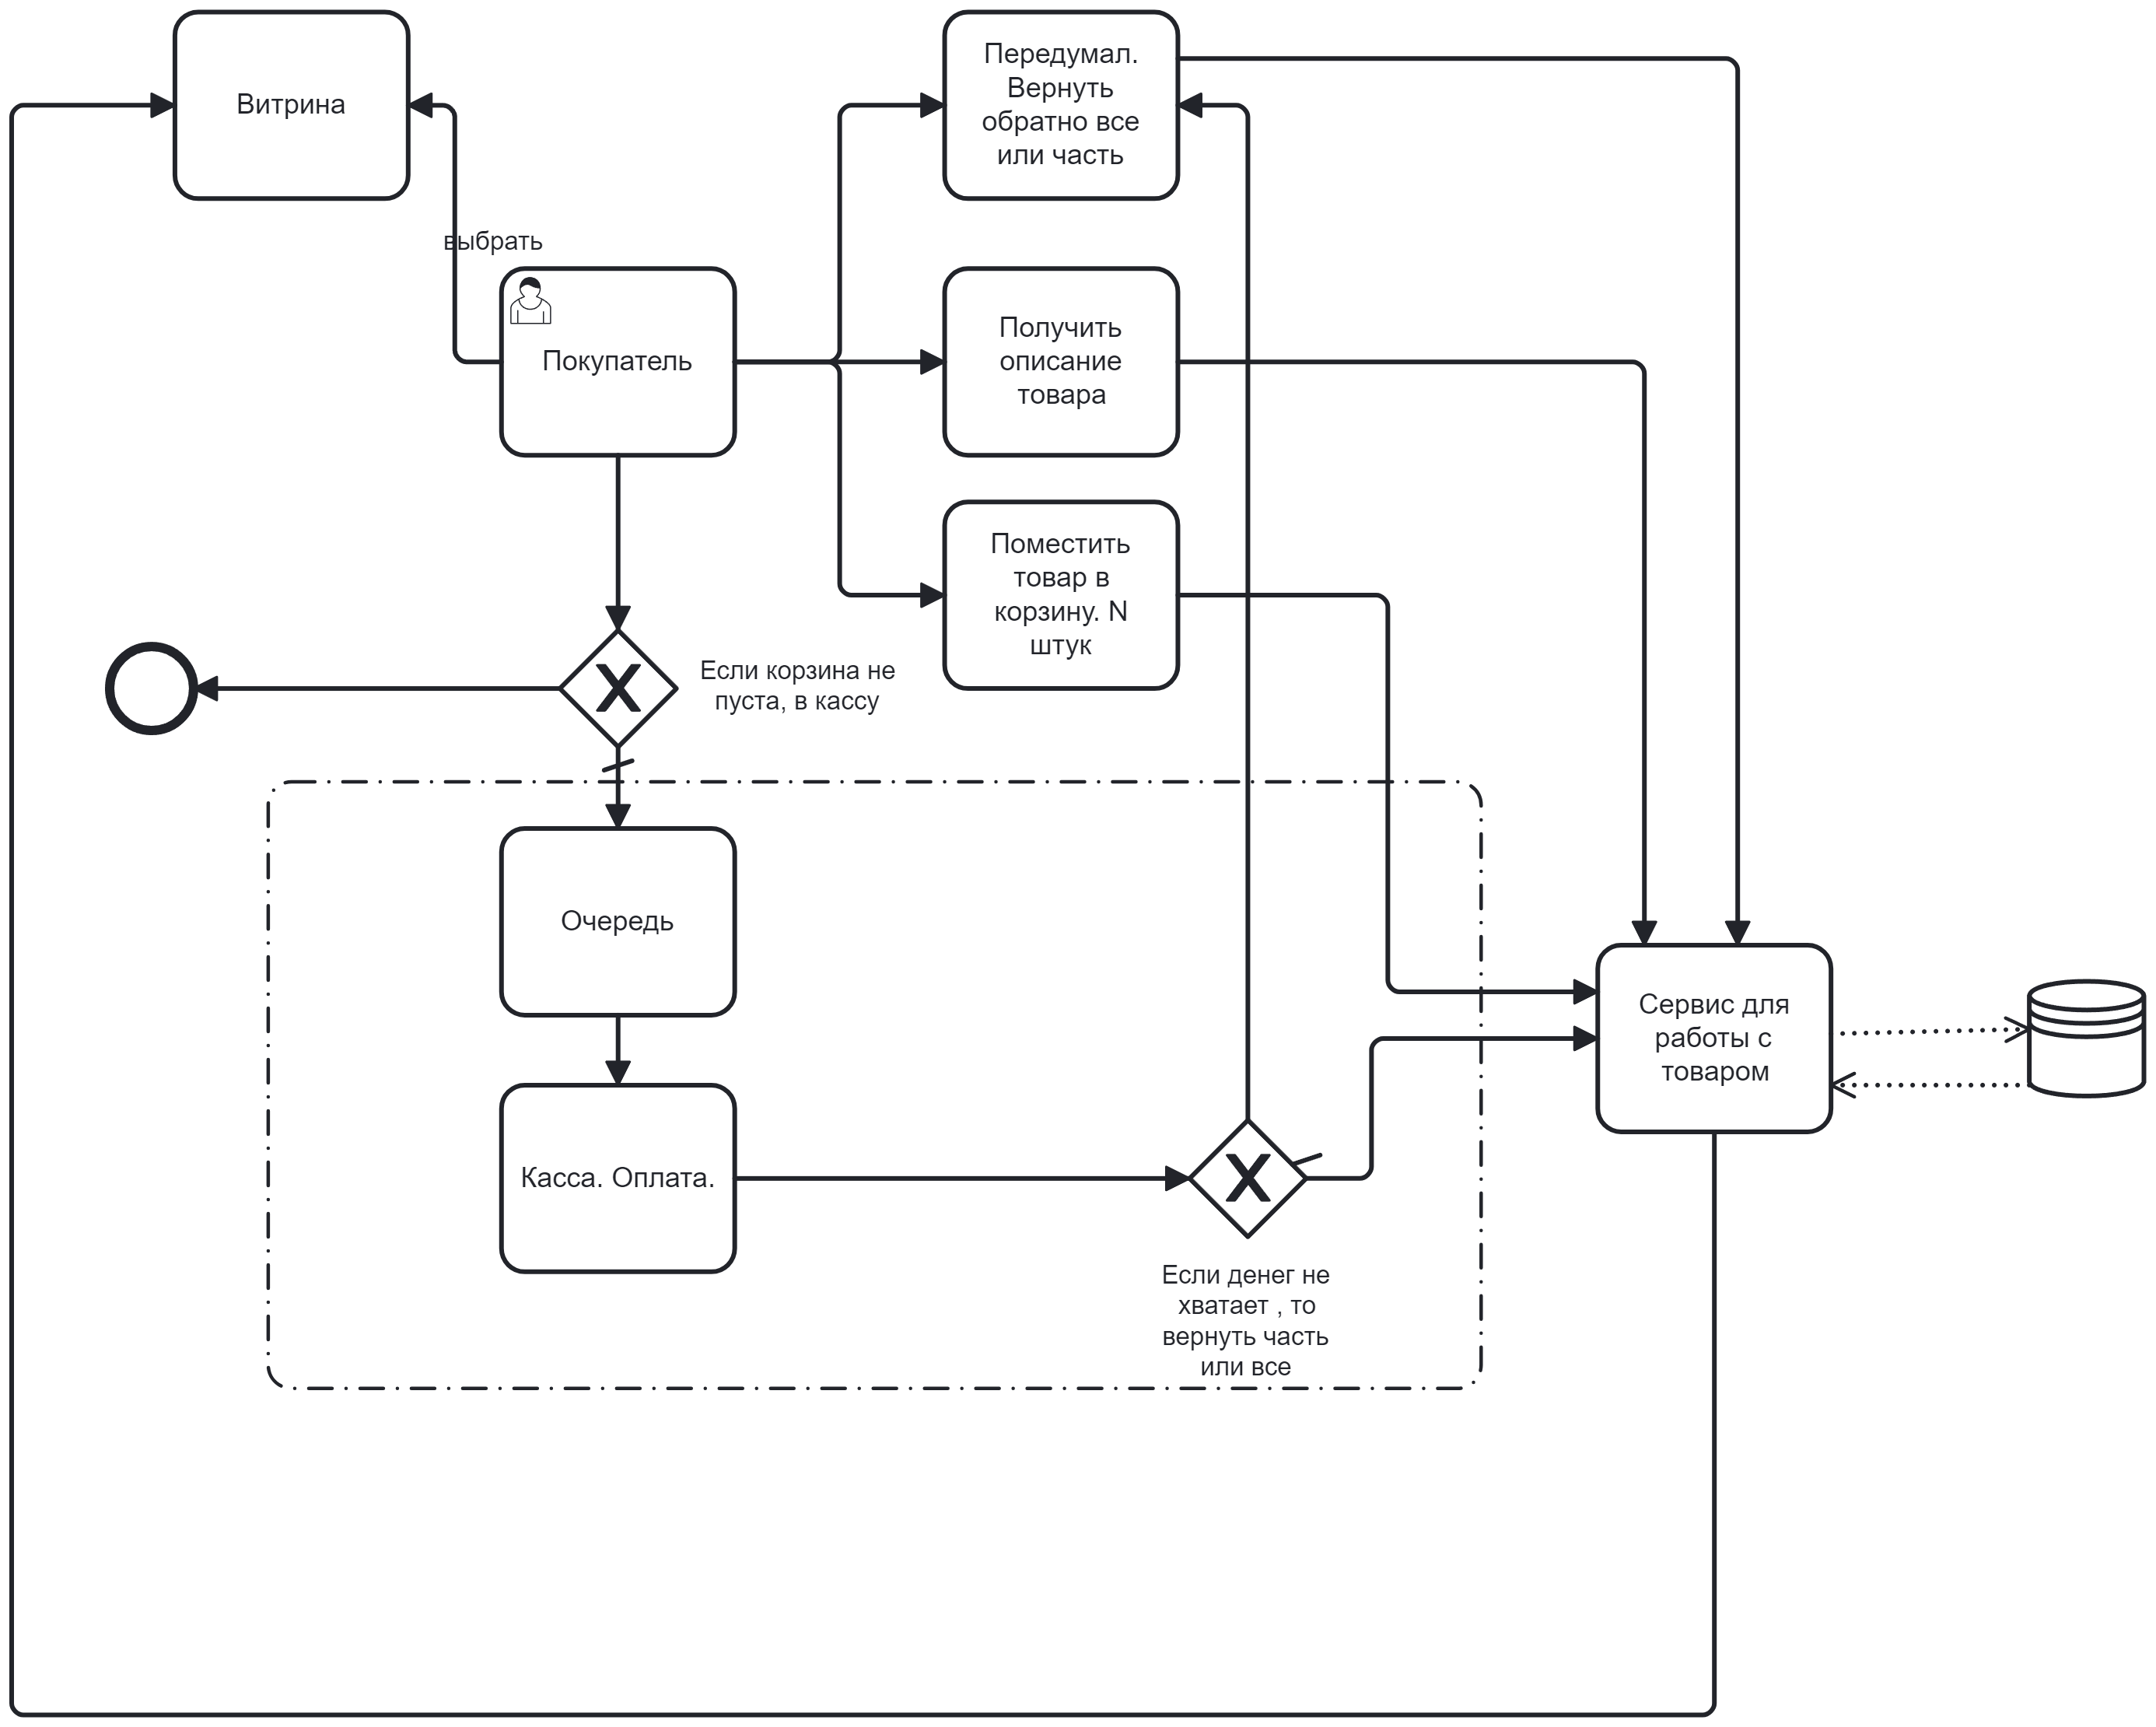 Витрина
Передумал.
Вернуть
обратно все
или часть
выбрать
Покупатель
Получить
описание
товара
Поместить
товар в
корзину. N
штук
Если корзина не
пуста, в кассу
Очередь
Сервис для
работы с
товаром
Касса. Оплата.
Если денег не
хватает , то
вернуть часть
или все